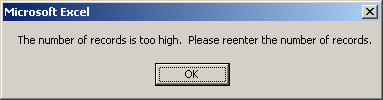 Microsoft Excel
The number of records is too high.  Please reenter the number of records.
OK